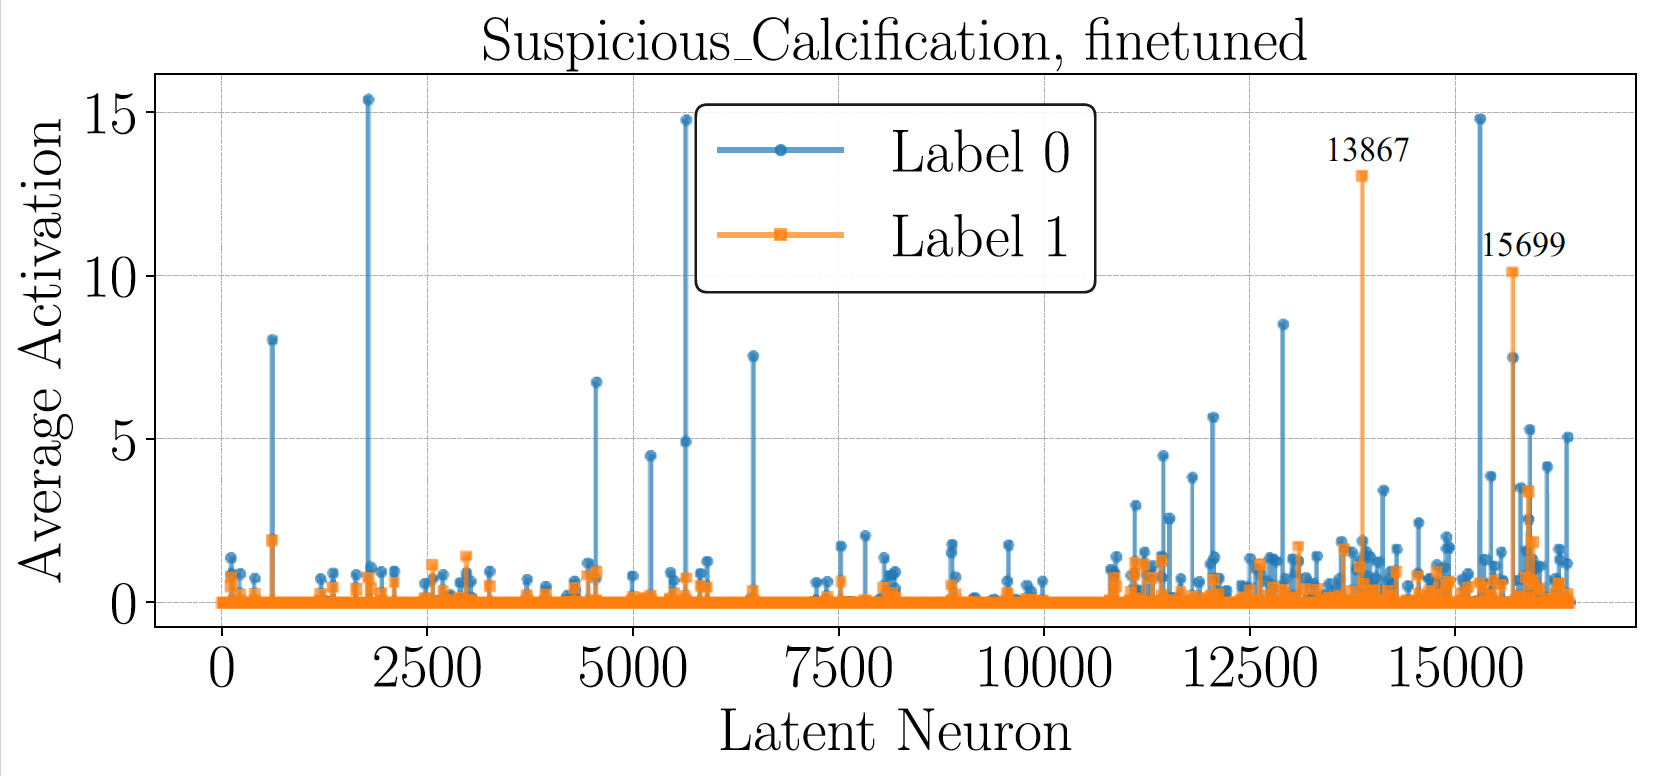 Suspicious_Calcification, finetuned
Average Activation
15
10
5
0
Label 0
Label 1
13867
15699
0 2500 5000 7500 10000 12500 15000
Latent Neuron